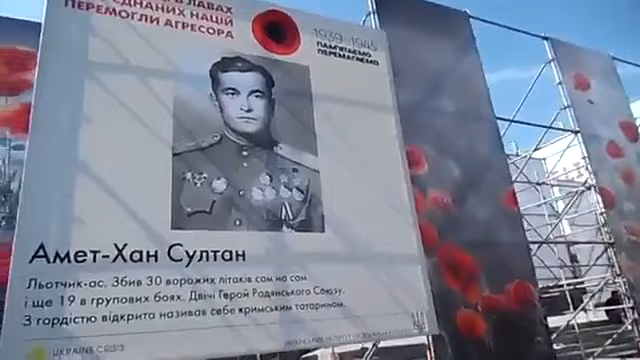 В ЛАВАХ
ОБ'ЄДНАНИХ НАЦІЙ
ПЕРЕМОГЛИ АГРЕСОРА
1939-1945
ПАМ'ЯТАЄМО
ПЕРЕМАГАЄМО
Амет-Хан Султан
Льотчик-ас. Збив 30 ворожих літаків сам на сам
і ще 19 в групових боях. Двічі Герой Радянського Союзу.
З гордістю відкрито називав себе кримським татарином.
UKRAINE CRISIS
УКРАЇНСЬКИЙ ІНСТИТУТ